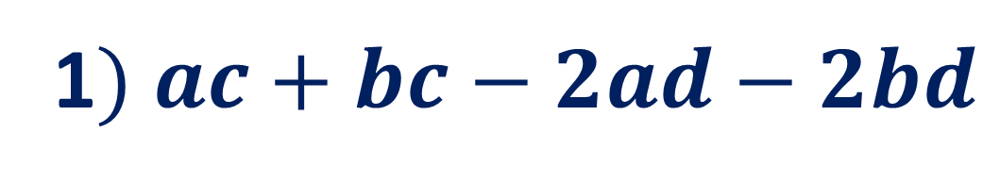 1) ac + bc − 2ad − 2bd